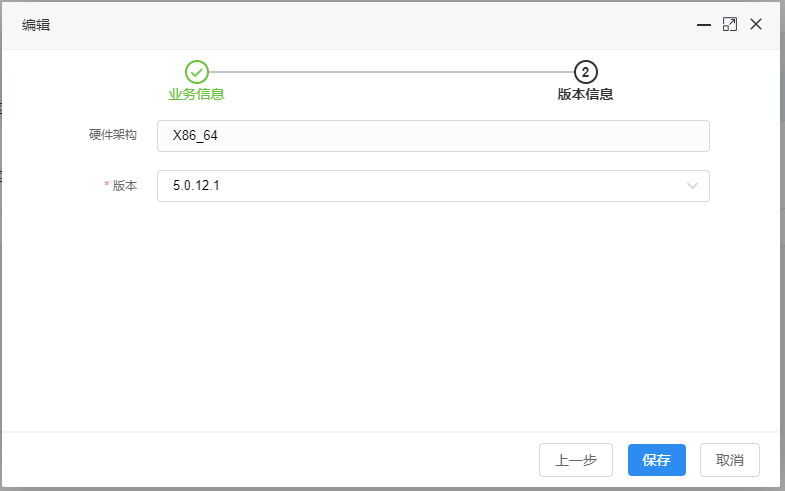 编辑
2
业务信息
版本信息
硬件架构
X86_64
* 版本
5.0.12.1
上一步
保存
取消